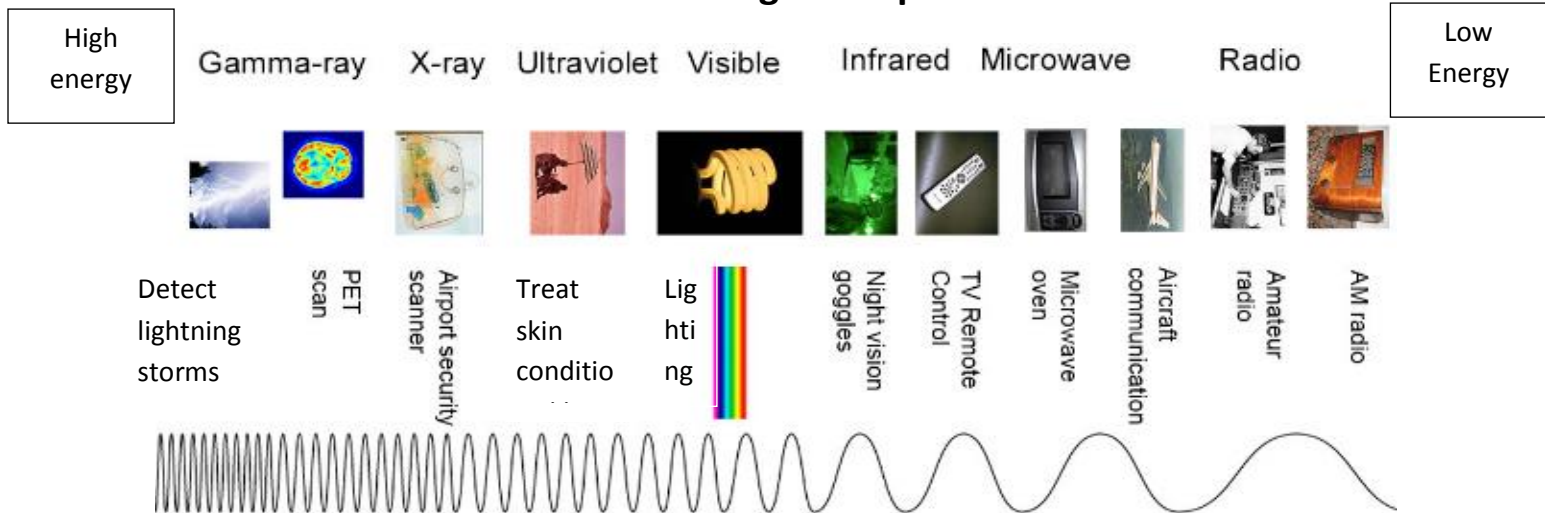 High
energy
Low
Energy
Gamma-ray
X-ray
Ultraviolet
Visible
Infrared
Microwave
Radio
Detect
lightning
storms
PET
scan
Airport security
scanner
Treat
skin
conditio
Lig
hti
ng
Night vision
goggles
TV Remote
Control
Microwave
oven
Aircraft
communication
Amateur
radio
AM radio